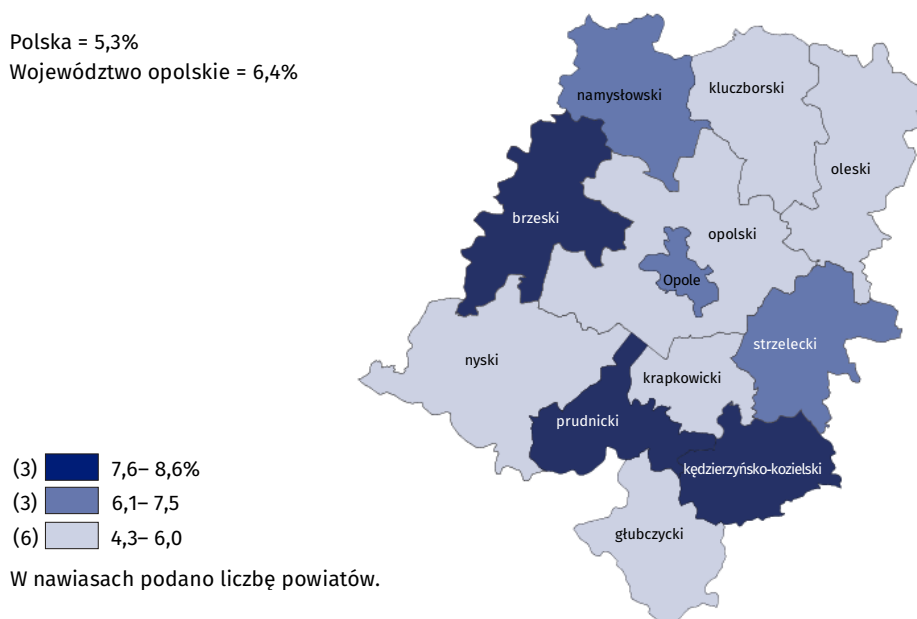 Polska = 5,3%
Województwo opolskie = 6,4%
namysłowski
kluczborski
oleski
brzeski
opolski
Opole
strzelecki
nyski
krapkowicki
prudnicki
kędzierzyńsko-kozielski
głubczycki
(3) 7,6– 8,6%
(3) 6,1– 7,5
(6) 4,3– 6,0
W nawiasach podano liczbę powiatów.